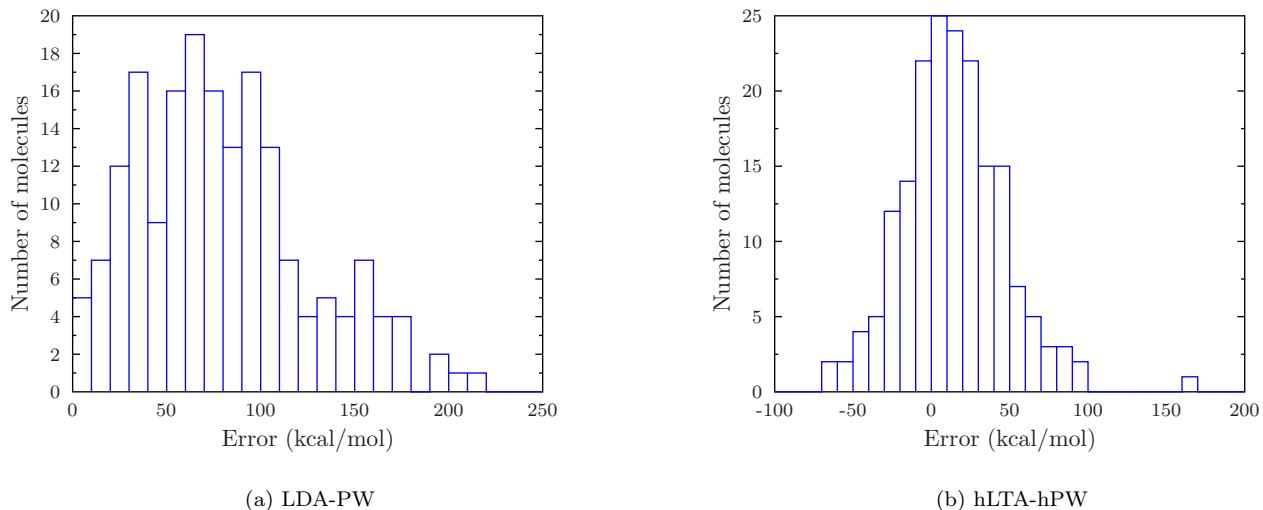 Number of molecules
20
18
16
14
12
10
8
6
4
2
0
0 50 100 150 200 250
Error (kcal/mol)
(a) LDA-PW
Number of molecules
25
20
15
10
5
0
-100 -50 0 50 100 150 200
Error (kcal/mol)
(b) hLTA-hPW